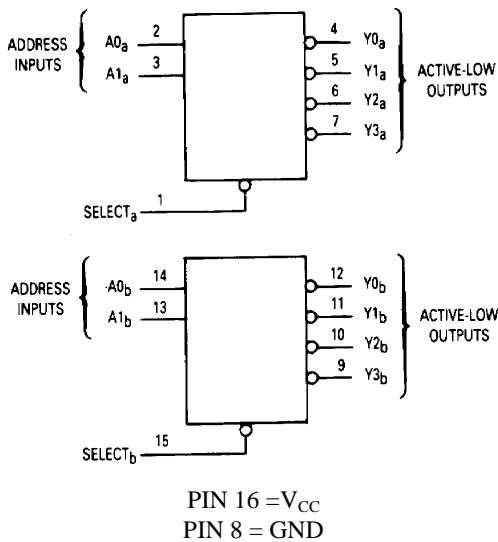 ADDRESS
INPUTS
A0a 2
A1a 3
4 Y0a
5 Y1a
6 Y2a
7 Y3a
ACTIVE-LOW
OUTPUTS
SELECTa 1
ADDRESS
INPUTS
A0b 14
A1b 13
12 Y0b
11 Y1b
10 Y2b
9 Y3b
ACTIVE-LOW
OUTPUTS
SELECTb 15
PIN 16 =VCC
PIN 8 = GND